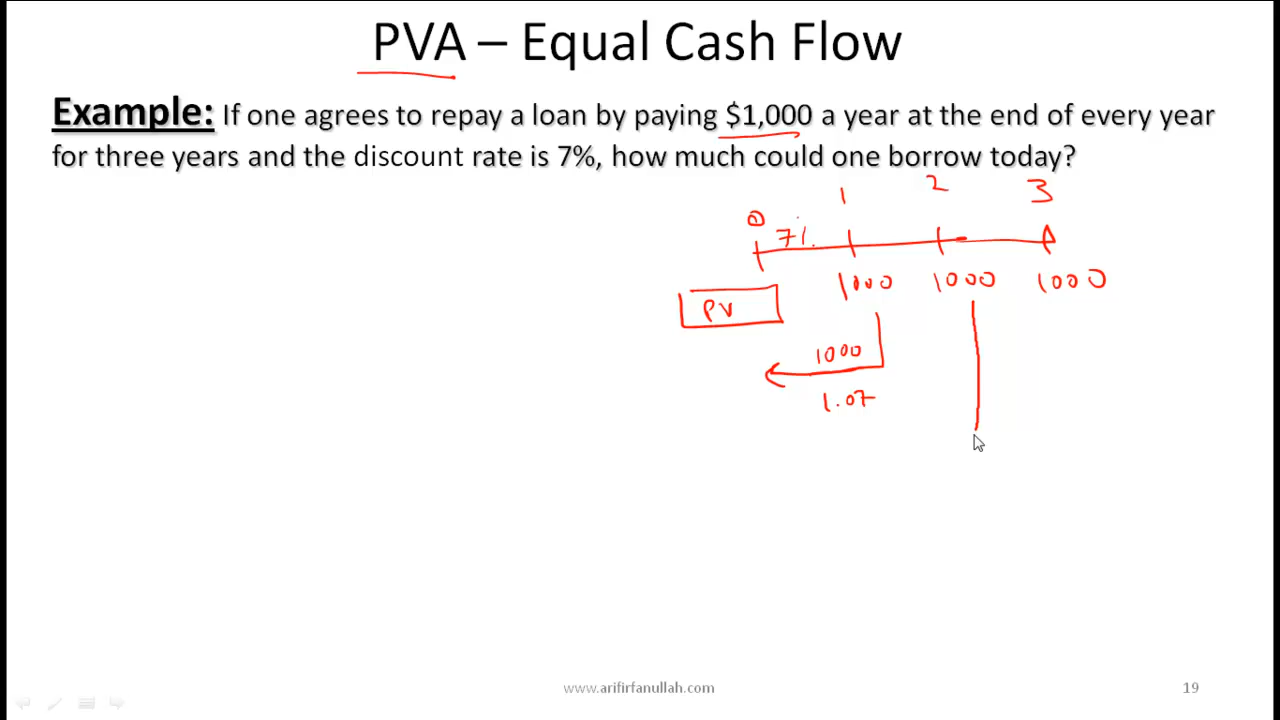 PVA – Equal Cash Flow
Example: If one agrees to repay a loan by paying $1,000 a year at the end of every year
for three years and the discount rate is 7%, how much could one borrow today?
0 1 2 3
7%
1000 1000 1000
PV
1000
1.07
www.arifirfanullah.com 19